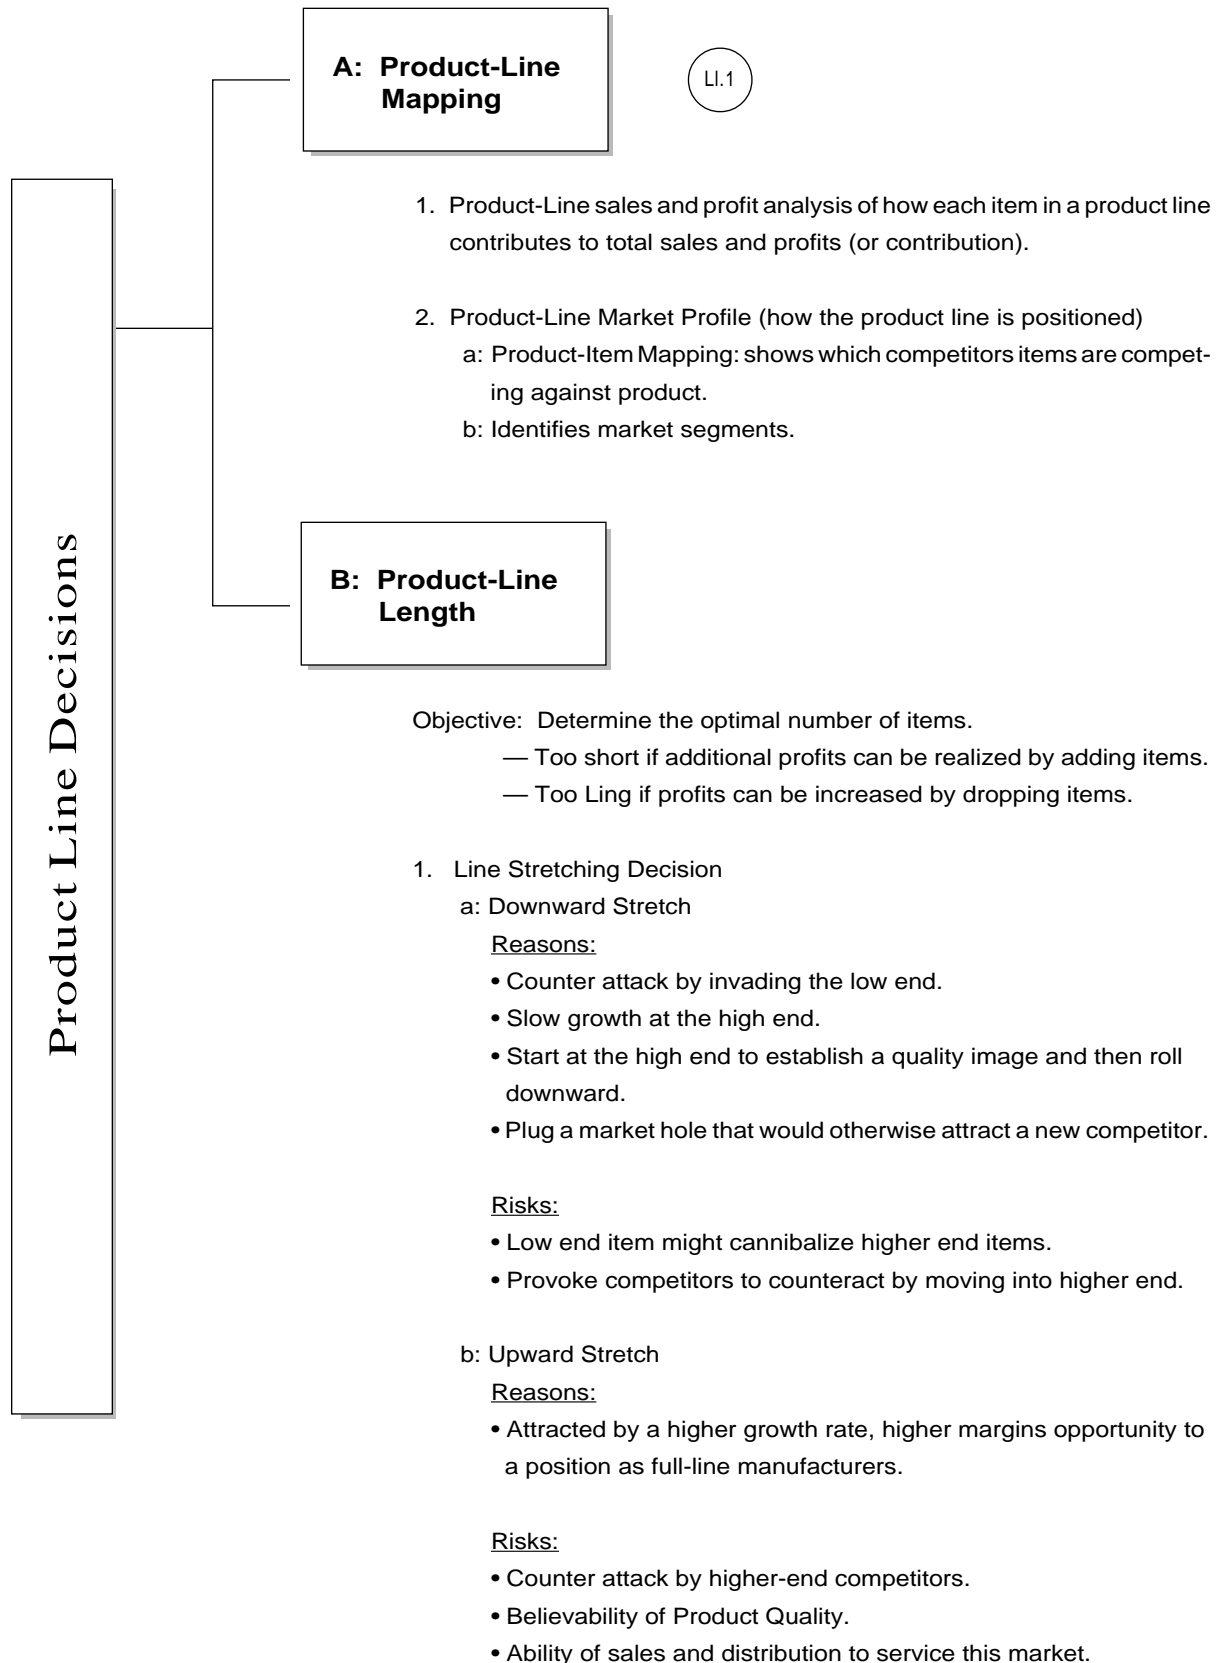 A: Product-Line
Mapping
LI.1
1. Product-Line sales and profit analysis of how each item in a product line
contributes to total sales and profits (or contribution).
2. Product-Line Market Profile (how the product line is positioned)
a: Product-Item Mapping: shows which competitors items are compet-
ing against product.
b: Identifies market segments.
Product Line Decisions
B: Product-Line
Length
Objective: Determine the optimal number of items.
— Too short if additional profits can be realized by adding items.
— Too Ling if profits can be increased by dropping items.
1. Line Stretching Decision
a: Downward Stretch
Reasons:
• Counter attack by invading the low end.
• Slow growth at the high end.
• Start at the high end to establish a quality image and then roll
downward.
• Plug a market hole that would otherwise attract a new competitor.
Risks:
• Low end item might cannibalize higher end items.
• Provoke competitors to counteract by moving into higher end.
b: Upward Stretch
Reasons:
• Attracted by a higher growth rate, higher margins opportunity to
a position as full-line manufacturers.
Risks:
• Counter attack by higher-end competitors.
• Believability of Product Quality.
• Ability of sales and distribution to service this market.